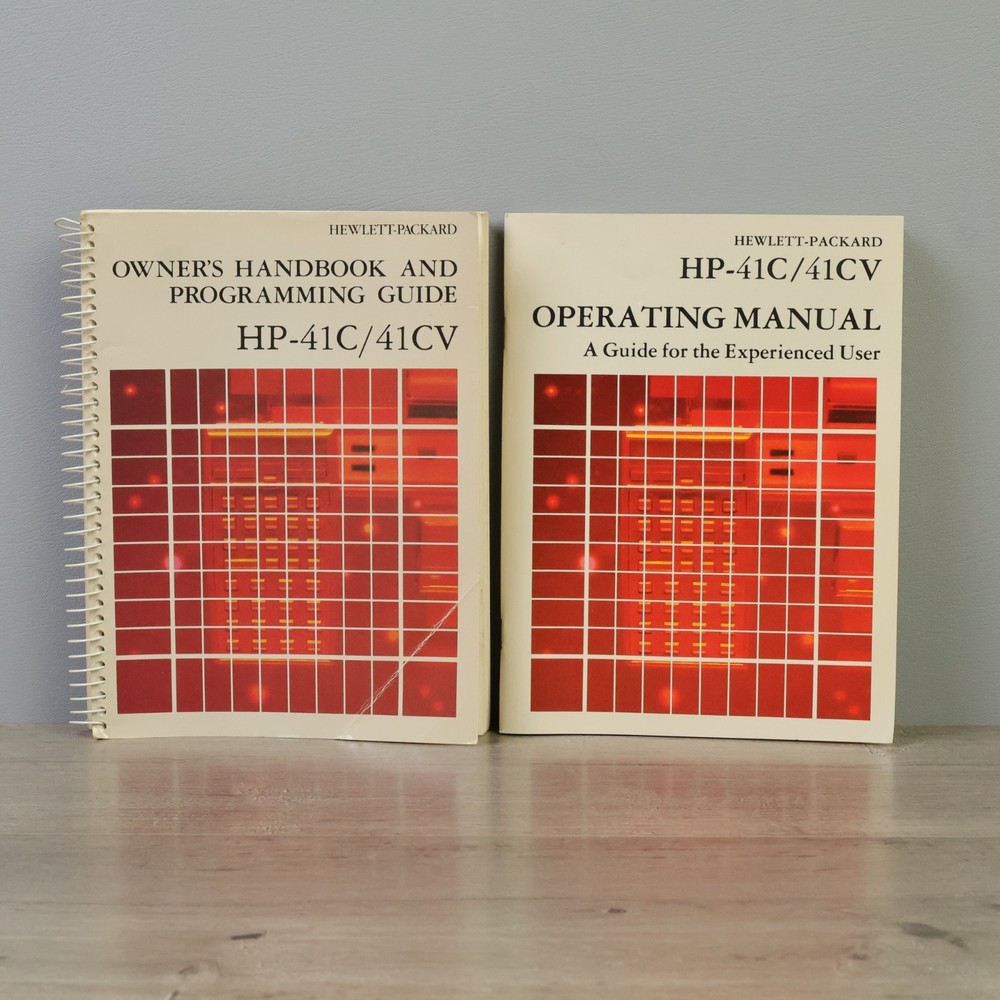 HEWLETT-PACKARD
OWNER'S HANDBOOK AND
PROGRAMMING GUIDE
HP-41C/41CV
HEWLETT-PACKARD
HP-41C/41CV
OPERATING MANUAL
A Guide for the Experienced User